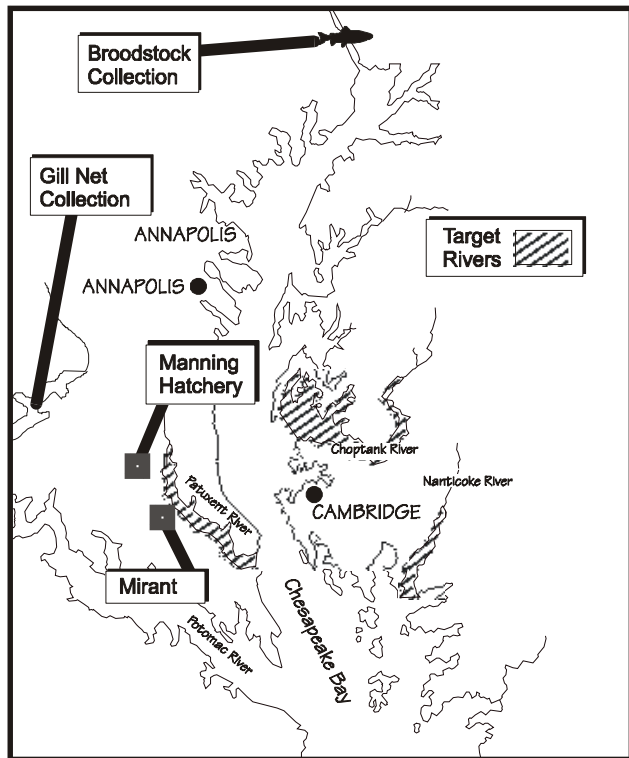 Broodstock
Collection
Gill Net
Collection
ANNAPOLIS
Target
Rivers
ANNAPOLIS
Manning
Hatchery
Choptank River
Nanticoke River
Patuxent River
CAMBRIDGE
Mirant
Chesapeake Bay
Potomac River